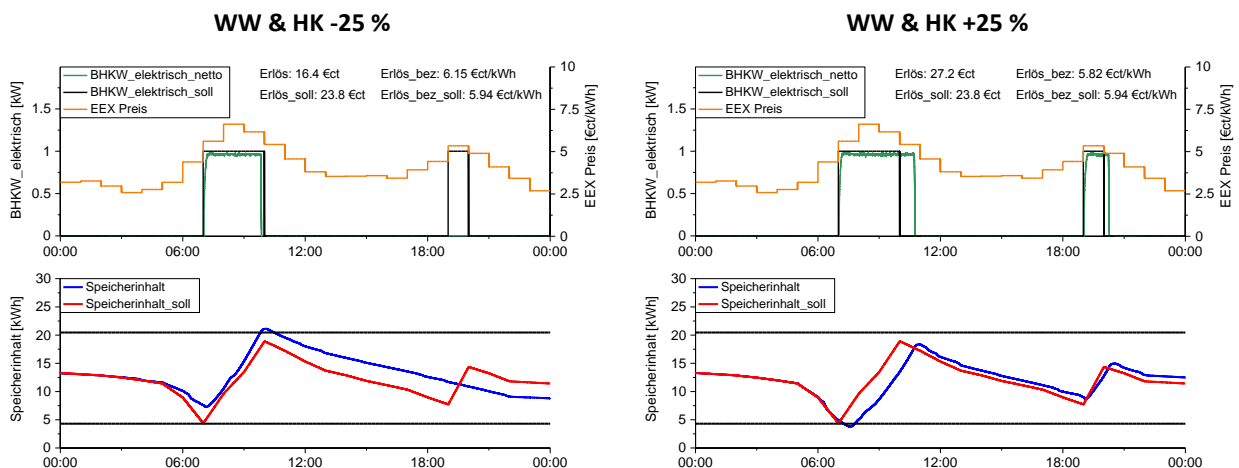 WW & HK -25 %
BHKW_elektrisch_netto
BHKW_elektrisch_soll
EEX Preis
Erlös: 16.4 €ct
Erlös_bez: 6.15 €ct/kWh
Erlös_soll: 23.8 €ct
Erlös_bez_soll: 5.94 €ct/kWh
BHKW_elektrisch [kW]
1.5
1
0.5
0
10
7.5
5
2.5
0
EEX Preis [€ct/kWh]
00:00 06:00 12:00 18:00 00:00
Speicherinhalt
Speicherinhalt_soll
Speicherinhalt [kWh]
30
25
20
15
10
5
0
00:00 06:00 12:00 18:00 00:00
WW & HK +25 %
BHKW_elektrisch_netto
BHKW_elektrisch_soll
EEX Preis
Erlös: 27.2 €ct
Erlös_bez: 5.82 €ct/kWh
Erlös_soll: 23.8 €ct
Erlös_bez_soll: 5.94 €ct/kWh
BHKW_elektrisch [kW]
1.5
1
0.5
0
10
7.5
5
2.5
0
EEX Preis [€ct/kWh]
00:00 06:00 12:00 18:00 00:00
Speicherinhalt
Speicherinhalt_soll
Speicherinhalt [kWh]
30
25
20
15
10
5
0
00:00 06:00 12:00 18:00 00:00